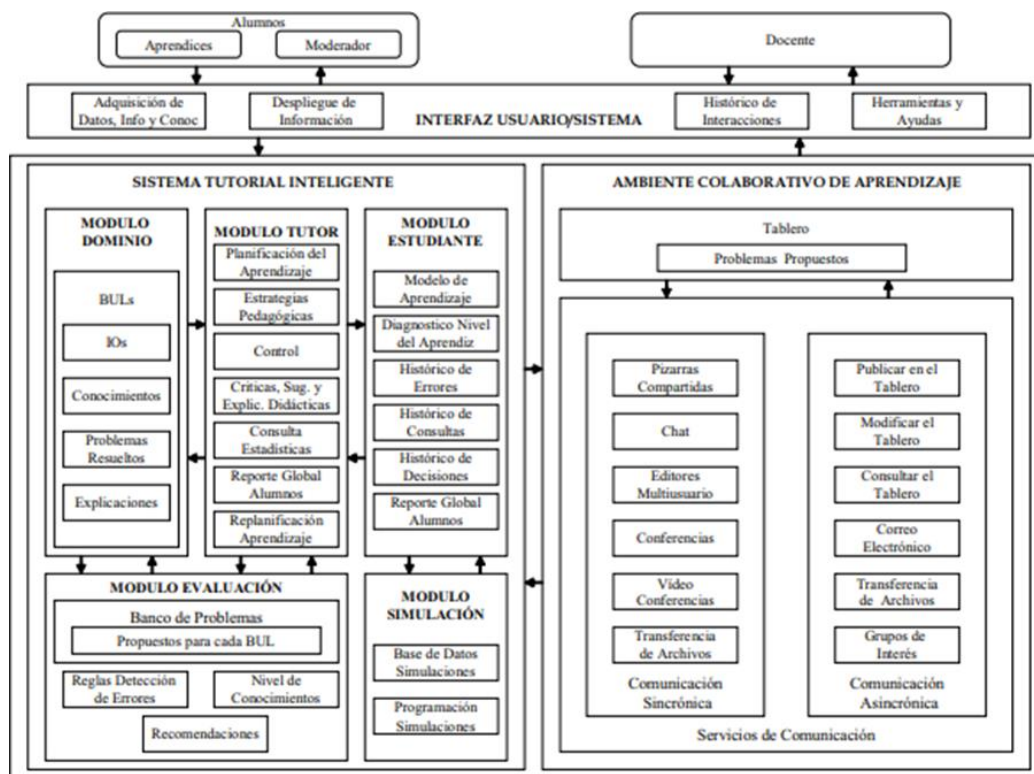 Alumnos
Aprendices
Moderador
Docente
Adquisición de
Datos, Info y Conoc
Despliegue de
Información
INTERFAZ USUARIO/SISTEMA
Histórico de
Interacciones
Herramientas y
Ayudas
SISTEMA TUTORIAL INTELIGENTE
MODULO
DOMINIO
BULs
IOs
Conocimientos
Problemas
Resueltos
Explicaciones
MODULO TUTOR
Planificación del
Aprendizaje
Estrategias
Pedagógicas
Control
Criticas, Sug. y
Explic. Didácticas
Consulta
Estadísticas
Reporte Global
Alumnos
Replanificación
Aprendizaje
MODULO
ESTUDIANTE
Modelo de
Aprendizaje
Diagnostico Nivel
del Aprendiz
Histórico de
Errores
Histórico de
Consultas
Histórico de
Decisiones
Reporte Global
Alumnos
MODULO EVALUACIÓN
Banco de Problemas
Propuestos para cada BUL
Reglas Detección
de Errores
Nivel de
Conocimientos
Recomendaciones
MODULO
SIMULACIÓN
Base de Datos
Simulaciones
Programación
Simulaciones
AMBIENTE COLABORATIVO DE APRENDIZAJE
Tablero
Problemas Propuestos
Pizarras
Compartidas
Chat
Editores
Multiusuario
Conferencias
Vídeo
Conferencias
Transferencia
de Archivos
Comunicación
Sincrónica
Publicar en el
Tablero
Modificar el
Tablero
Consultar el
Tablero
Correo
Electrónico
Transferencia
de Archivos
Grupos de
Interés
Comunicación
Asincrónica
Servicios de Comunicación